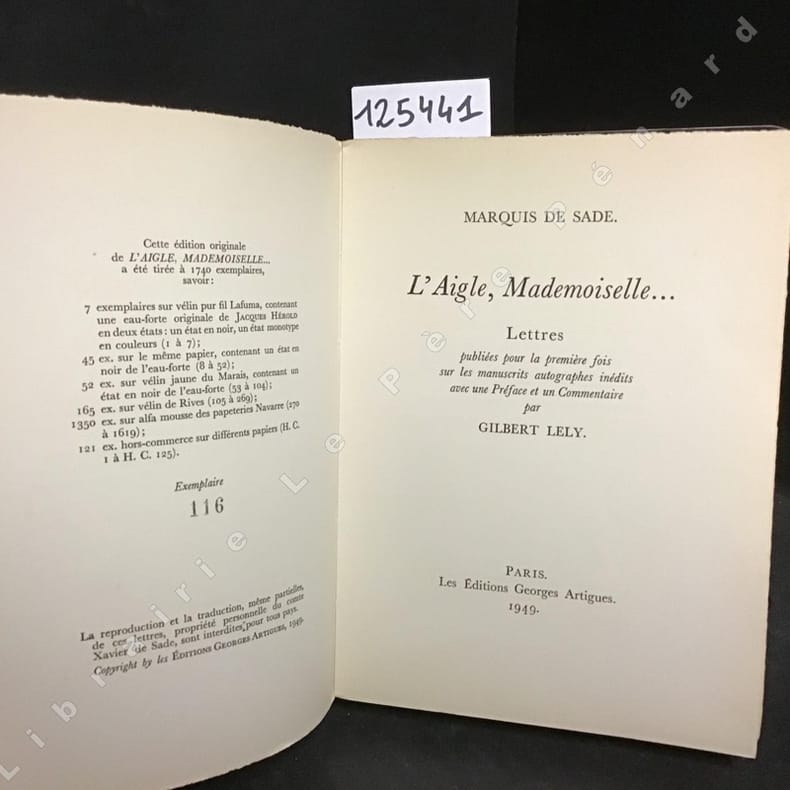 125441
Cette édition originale
de L'AIGLE, MADEMOISELLE...
a été tirée à 1740 exemplaires,
savoir :
7 exemplaires sur vélin pur fil Lafuma, contenant
une eau-forte originale de JACQUES HÉROLD
en deux états : un état en noir, un état monotype
en couleurs (1 à 7);
45 ex. sur le même papier, contenant un état en
noir de l'eau-forte (8 à 52);
52 ex. sur vélin jaune du Marais, contenant un
état en noir de l'eau-forte (53 à 104);
165 ex. sur vélin de Rives (105 à 269);
1350 ex. sur alfa mousse des papeteries Navarre (270
à 1619);
121 ex. hors-commerce sur différents papiers (H. C.
1 à H. C. 125).
Exemplaire
116
La reproduction et la traduction, même partielles,
de ces lettres, propriété personnelle du comte
Xavier de Sade, sont interdites pour tous pays.
Copyright by les ÉDITIONS GEORGES ARTIGUES, 1949.
MARQUIS DE SADE.
L'Aigle, Mademoiselle...
Lettres
publiées pour la première fois
sur les manuscrits autographes inédits
avec une Préface et un Commentaire
par
GILBERT LELY.
PARIS.
Les Éditions Georges Artigues.
1949.
Librairie Le Père Pénard